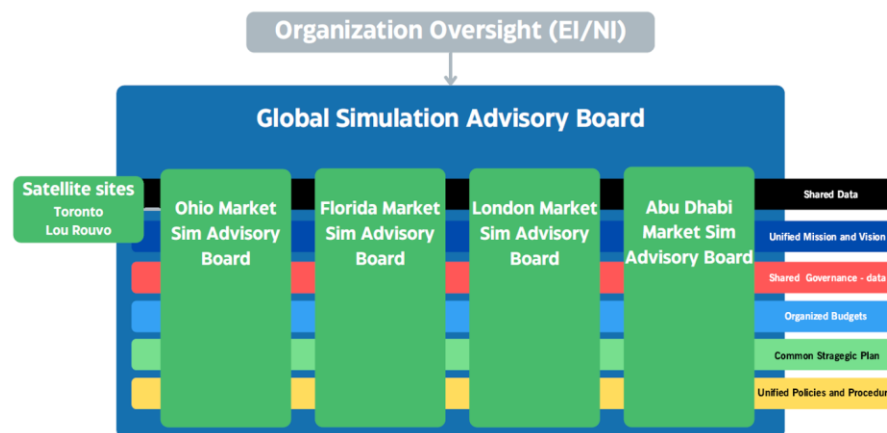 Organization Oversight (EI/NI)
Global Simulation Advisory Board
Satellite sites
Toronto
Lou Rouvo
Ohio Market
Sim Advisory
Board
Florida Market
Sim Advisory
Board
London Market
Sim Advisory
Board
Abu Dhabi
Market Sim
Advisory Board
Shared Data
Unified Mission and Vision
Shared Governance - data
Organized Budgets
Common Stragegic Plan
Unified Policies and Procedur